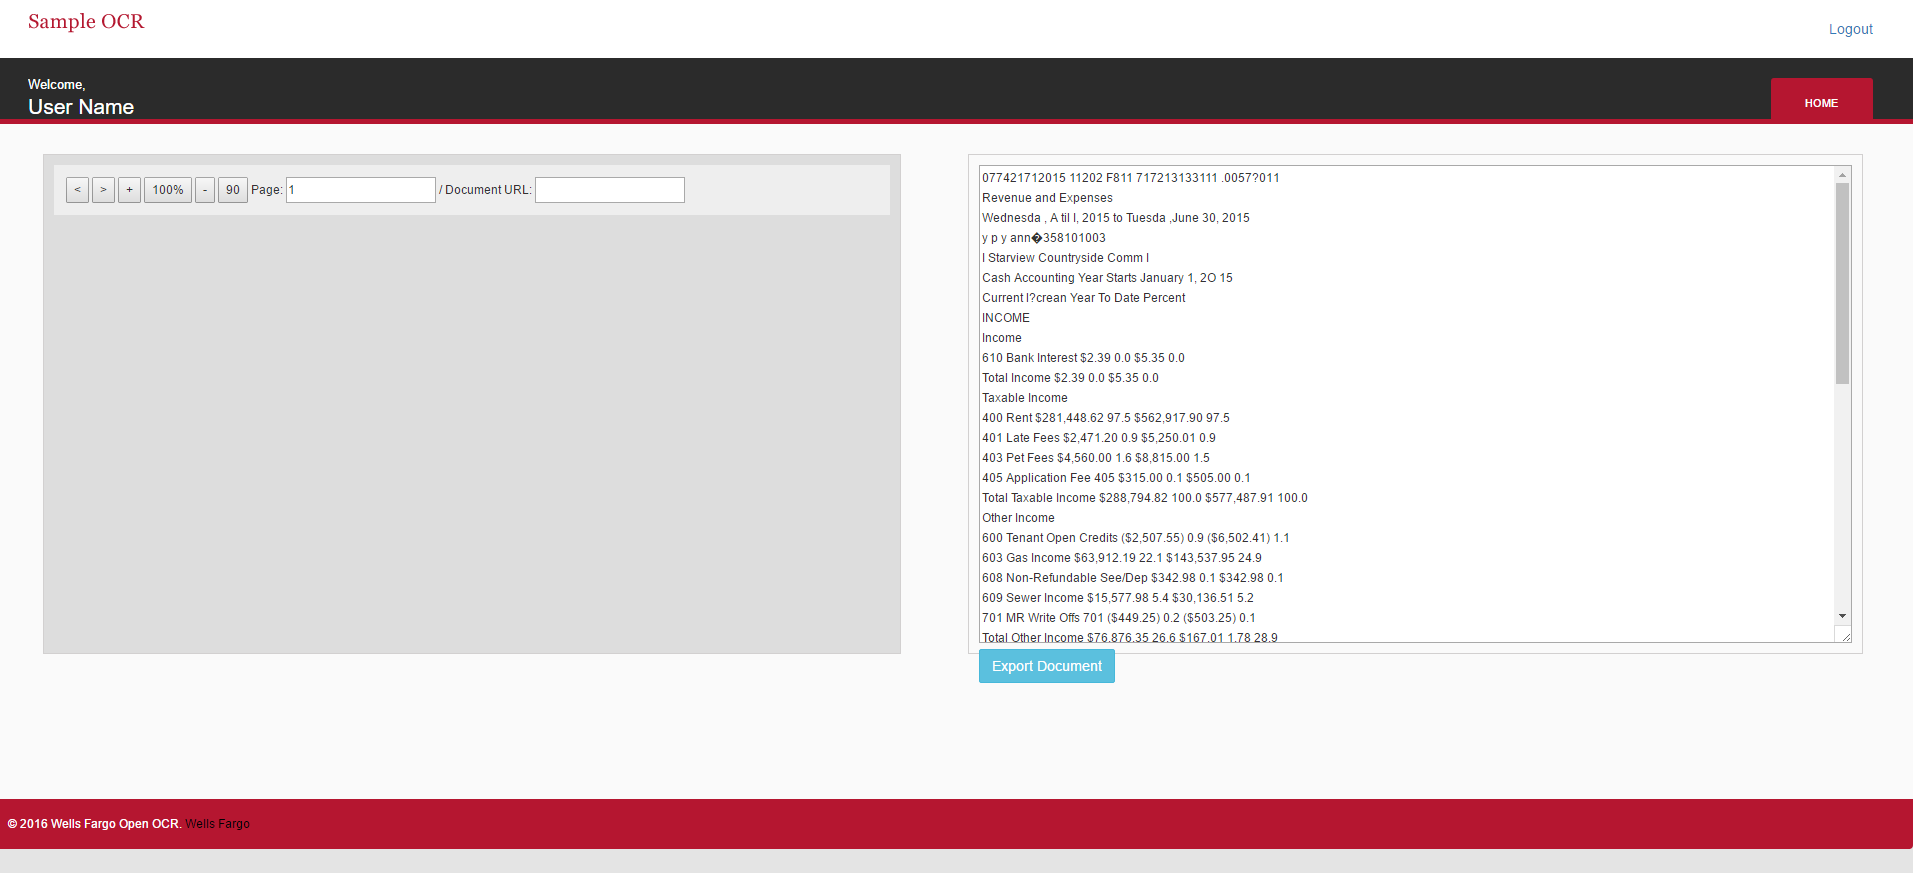 Sample OCR
Logout
Welcome,
User Name
HOME
< > + 100% - 90 Page: 1 / Document URL:
077421712015 11202 F811 717213133111 .0057?011
Revenue and Expenses
Wednesda , A til I, 2015 to Tuesda ,June 30, 2015
y p y ann�358101003
I Starview Countryside Comm I
Cash Accounting Year Starts January 1, 2O 15
Current I?crean Year To Date Percent
INCOME
Income
610 Bank Interest $2.39 0.0 $5.35 0.0
Total Income $2.39 0.0 $5.35 0.0
Taxable Income
400 Rent $281,448.62 97.5 $562,917.90 97.5
401 Late Fees $2,471.20 0.9 $5,250.01 0.9
403 Pet Fees $4,560.00 1.6 $8,815.00 1.5
405 Application Fee 405 $315.00 0.1 $505.00 0.1
Total Taxable Income $288,794.82 100.0 $577,487.91 100.0
Other Income
600 Tenant Open Credits ($2,507.55) 0.9 ($6,502.41) 1.1
603 Gas Income $63,912.19 22.1 $143,537.95 24.9
608 Non-Refundable See/Dep $342.98 0.1 $342.98 0.1
609 Sewer Income $15,577.98 5.4 $30,136.51 5.2
701 MR Write Offs 701 ($449.25) 0.2 ($503.25) 0.1
Total Other Income $76,876.35 26.6 $167.01 1.78 28.9
Export Document
© 2016 Wells Fargo Open OCR. Wells Fargo